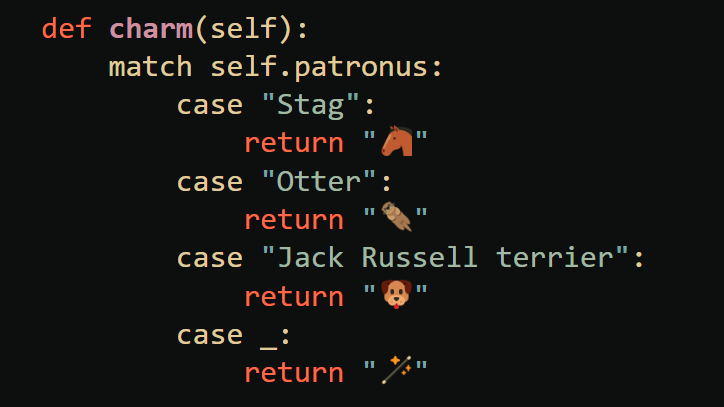 def charm(self):
    match self.patronus:
        case "Stag":
            return "🐴"
        case "Otter":
            return "🦦"
        case "Jack Russell terrier":
            return "🐶"
        case _:
            return "🪄"